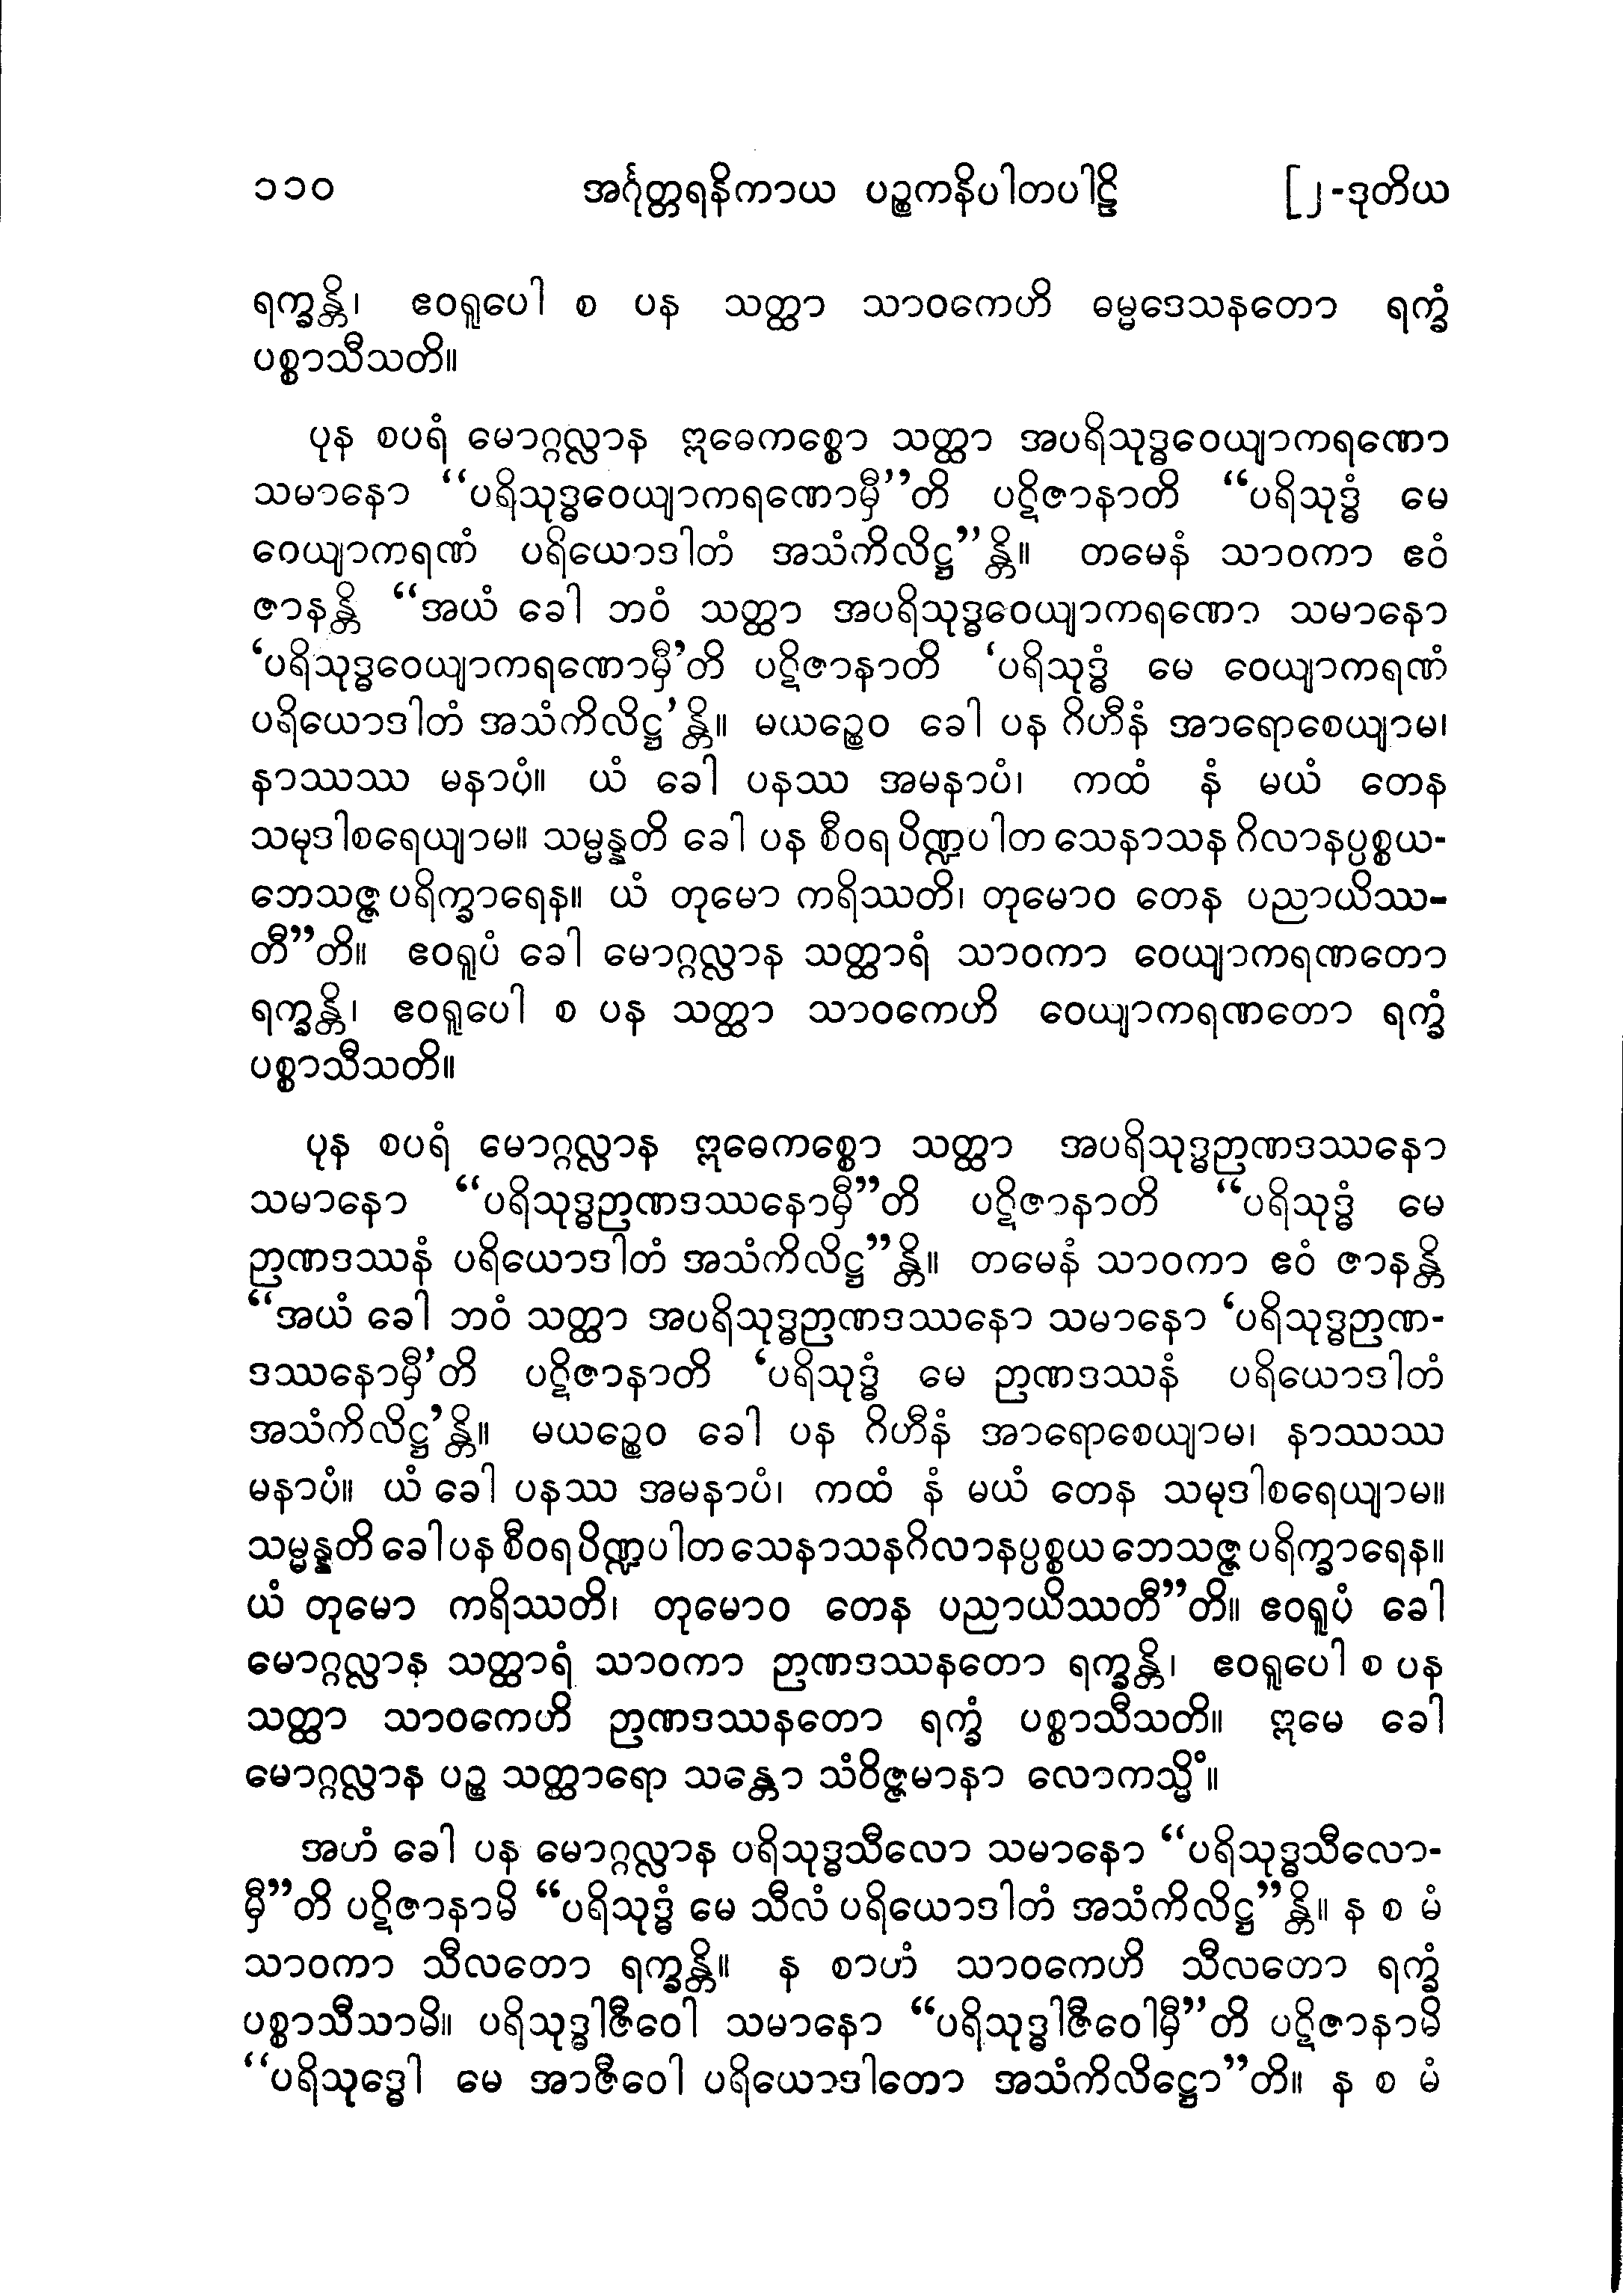 ၁၁၀ အင်္ဂုတ္တရနိကာယ ပဉ္စကနိပါတပါဠိ [၂-ဒုတိယ
ရက္ခန္တိ၊ ဧဝရူပေါ စ ပန သတ္ထာ သာဝကေဟိ ဓမ္မဒေသနတော ရက္ခံ
ပစ္စာသီသတိ။
ပုန စပရံ မောဂ္ဂလ္လာန ဣဓေကစ္စော သတ္ထာ အပရိသုဒ္ဓဝေယျာကရဏော
သမာနော “ပရိသုဒ္ဓဝေယျာကရဏောမှီ”တိ ပဋိဇာနာတိ “ပရိသုဒ္ဓံ မေ
ဝေယျာကရဏံ ပရိယောဒါတံ အသံကိလိဋ္ဌ”န္တိ။ တမေနံ သာဝကာ ဧဝံ
ဇာနန္တိ “အယံ ခေါ ဘဝံ သတ္ထာ အပရိသုဒ္ဓဝေယျာကရဏော သမာနော
‘ပရိသုဒ္ဓဝေယျာကရဏောမှီ’တိ ပဋိဇာနာတိ ‘ပရိသုဒ္ဓံ မေ ဝေယျာကရဏံ
ပရိယောဒါတံ အသံကိလိဋ္ဌ’န္တိ။ မယဉ္စေဝ ခေါ ပန ဂိဟီနံ အာရောစေယျာမ၊
နာဿဿ မနာပံ။ ယံ ခေါ ပနဿ အမနာပံ၊ ကထံ နံ မယံ တေန
သမုဒါစရေယျာမ။ သမ္မန္နတိ ခေါ ပန စီဝရ ပိဏ္ဍပါတ သေနာသန ဂိလာနပ္ပစ္စယ-
ဘေသဇ္ဇ ပရိက္ခာရေန။ ယံ တုမော ကရိဿတိ၊ တုမောဝ တေန ပညာယိဿ-
တီ”တိ။ ဧဝရူပံ ခေါ မောဂ္ဂလ္လာန သတ္ထာရံ သာဝကာ ဝေယျာကရဏတော
ရက္ခန္တိ၊ ဧဝရူပေါ စ ပန သတ္ထာ သာဝကေဟိ ဝေယျာကရဏတော ရက္ခံ
ပစ္စာသီသတိ။
ပုန စပရံ မောဂ္ဂလ္လာန ဣဓေကစ္စော သတ္ထာ အပရိသုဒ္ဓဉာဏဒဿနော
သမာနော “ပရိသုဒ္ဓဉာဏဒဿနောမှီ”တိ ပဋိဇာနာတိ “ပရိသုဒ္ဓံ မေ
ဉာဏဒဿနံ ပရိယောဒါတံ အသံကိလိဋ္ဌ”န္တိ။ တမေနံ သာဝကာ ဧဝံ ဇာနန္တိ
“အယံ ခေါ ဘဝံ သတ္ထာ အပရိသုဒ္ဓဉာဏဒဿနော သမာနော ‘ပရိသုဒ္ဓဉာဏ-
ဒဿနောမှီ’တိ ပဋိဇာနာတိ ‘ပရိသုဒ္ဓံ မေ ဉာဏဒဿနံ ပရိယောဒါတံ
အသံကိလိဋ္ဌ’န္တိ။ မယဉ္စေဝ ခေါ ပန ဂိဟီနံ အာရောစေယျာမ၊ နာဿဿ
မနာပံ။ ယံ ခေါ ပနဿ အမနာပံ၊ ကထံ နံ မယံ တေန သမုဒါစရေယျာမ။
သမ္မန္နတိ ခေါ ပန စီဝရ ပိဏ္ဍပါတ သေနာသနဂိလာနပ္ပစ္စယ ဘေသဇ္ဇ ပရိက္ခာရေန။
ယံ တုမော ကရိဿတိ၊ တုမောဝ တေန ပညာယိဿတီ”တိ။ ဧဝရူပံ ခေါ
မောဂ္ဂလ္လာန သတ္ထာရံ သာဝကာ ဉာဏဒဿနတော ရက္ခန္တိ၊ ဧဝရူပေါ စ ပန
သတ္ထာ သာဝကေဟိ ဉာဏဒဿနတော ရက္ခံ ပစ္စာသီသတိ။ ဣမေ ခေါ
မောဂ္ဂလ္လာန ပဉ္စ သတ္ထာရော သန္တော သံဝိဇ္ဇမာနာ လောကသ္မိံ။
အဟံ ခေါ ပန မောဂ္ဂလ္လာန ပရိသုဒ္ဓသီလော သမာနော “ပရိသုဒ္ဓသီလော-
မှီ”တိ ပဋိဇာနာမိ “ပရိသုဒ္ဓံ မေ သီလံ ပရိယောဒါတံ အသံကိလိဋ္ဌ”န္တိ။ န စ မံ
သာဝကာ သီလတော ရက္ခန္တိ။ န စာဟံ သာဝကေဟိ သီလတော ရက္ခံ
ပစ္စာသီသာမိ။ ပရိသုဒ္ဓါဇီဝေါ သမာနော “ပရိသုဒ္ဓါဇီဝေါမှီ”တိ ပဋိဇာနာမိ
“ပရိသုဒ္ဓေါ မေ အာဇီဝေါ ပရိယောဒါတော အသံကိလိဋ္ဌော”တိ။ န စ မံ